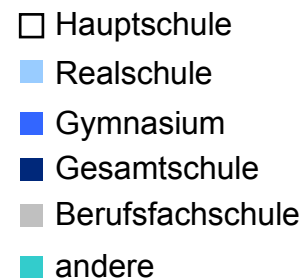 Hauptschule
Realschule
Gymnasium
Gesamtschule
Berufsfachschule
andere